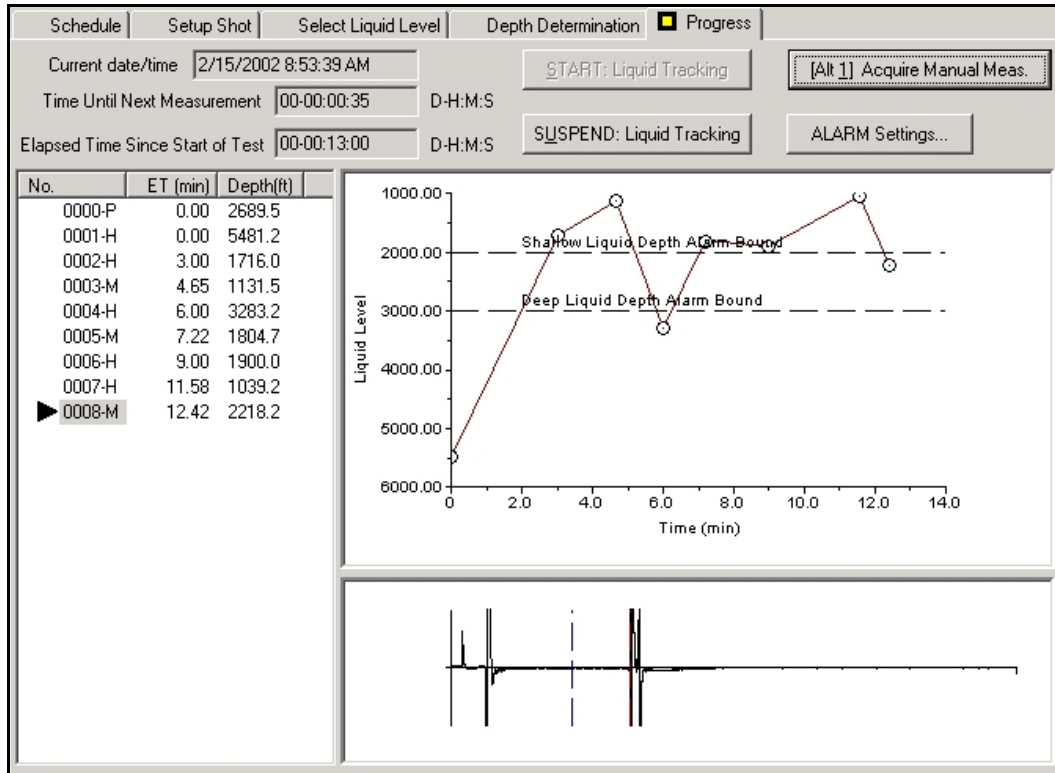 Schedule Setup Shot Select Liquid Level Depth Determination Progress
Current date/time 2/15/2002 8:53:39 AM START: Liquid Tracking [Alt 1] Acquire Manual Meas.
Time Until Next Measurement 00-00:00:35 D-H:M:S
Elapsed Time Since Start of Test 00-00:13:00 D-H:M:S SUSPEND: Liquid Tracking ALARM Settings...
No. ET (min) Depth(ft)
0000-P 0.00 2689.5
0001-H 0.00 5481.2
0002-H 3.00 1716.0
0003-M 4.65 1131.5
0004-H 6.00 3283.2
0005-M 7.22 1804.7
0006-H 9.00 1900.0
0007-H 11.58 1039.2
0008-M 12.42 2218.2
Liquid Level
1000.00
2000.00
3000.00
4000.00
5000.00
6000.00
Shallow Liquid Depth Alarm Bound
Deep Liquid Depth Alarm Bound
0 2.0 4.0 6.0 8.0 10.0 12.0 14.0
Time (min)